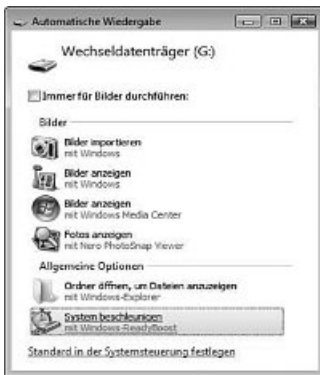 Automatische Wiedergabe
Wechseldatenträger (G:)
Immer für Bilder durchführen:
Bilder
Bilder importieren
mit Windows
Bilder anzeigen
mit Windows
Bilder anzeigen
mit Windows Media Center
Fotos anzeigen
mit Nero PhotoSnap Viewer
Allgemeine Optionen
Ordner öffnen, um Dateien anzuzeigen
mit Windows-Explorer
System beschleunigen
mit Windows-ReadyBoost
Standard in der Systemsteuerung festlegen